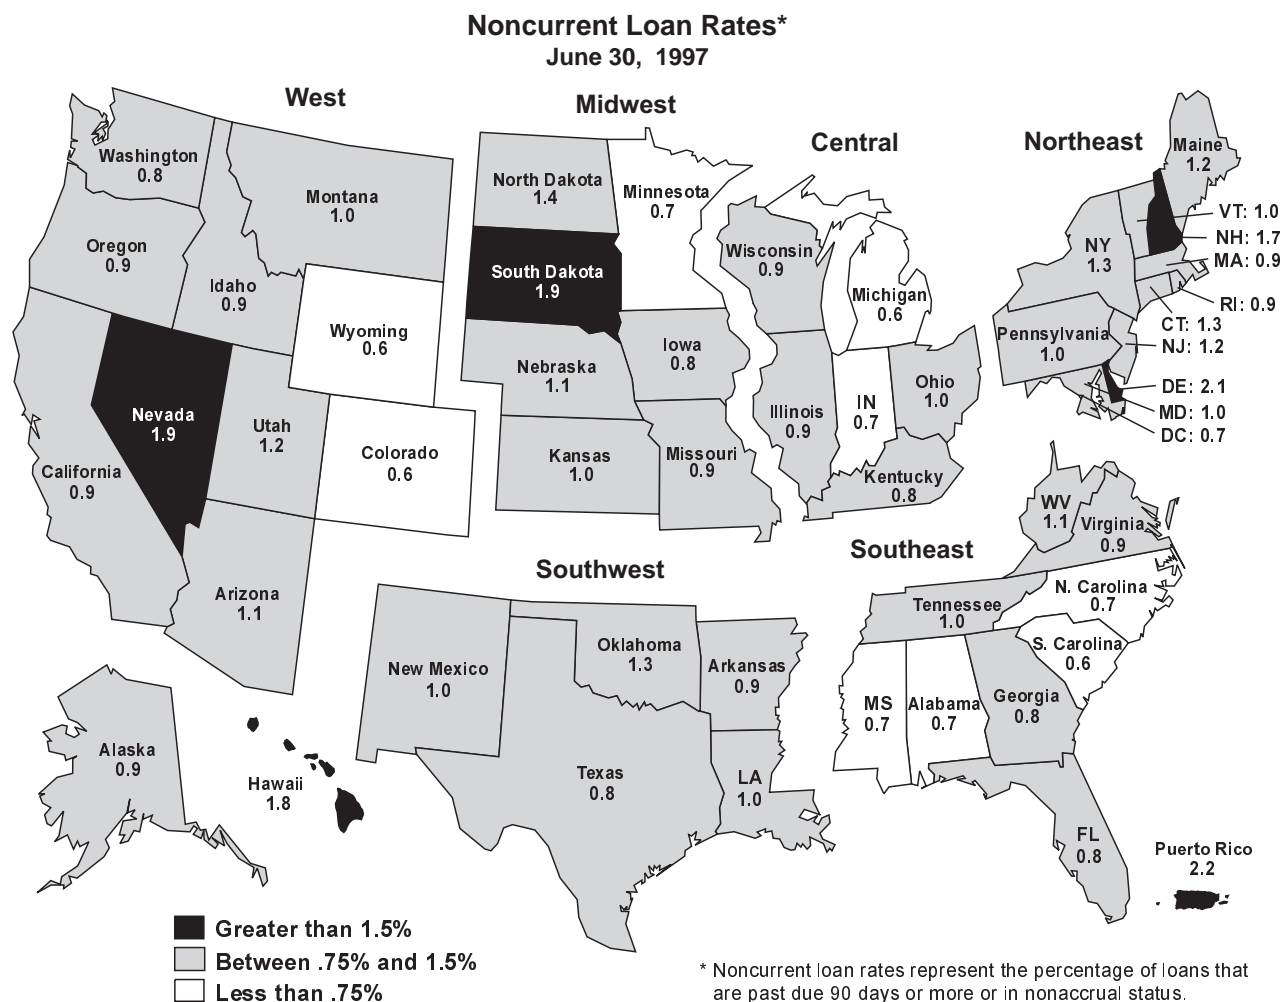 Noncurrent Loan Rates*
June 30, 1997
West
Midwest
Central
Northeast
Washington
0.8
Montana
1.0
Oregon
0.9
Idaho
0.9
Wyoming
0.6
Nevada
1.9
Utah
1.2
Colorado
0.6
California
0.9
Arizona
1.1
Alaska
0.9
Hawaii
1.8
North Dakota
1.4
Minnesota
0.7
South Dakota
1.9
Nebraska
1.1
Iowa
0.8
Kansas
1.0
Missouri
0.9
Wisconsin
0.9
Michigan
0.6
Illinois
0.9
IN
0.7
Ohio
1.0
Kentucky
0.8
Maine
1.2
NY
1.3
VT: 1.0
NH: 1.7
MA: 0.9
RI: 0.9
CT: 1.3
NJ: 1.2
Pennsylvania
1.0
DE: 2.1
MD: 1.0
DC: 0.7
Southwest
New Mexico
1.0
Oklahoma
1.3
Arkansas
0.9
Texas
0.8
LA
1.0
Southeast
WV
1.1
Virginia
0.9
Tennessee
1.0
N. Carolina
0.7
S. Carolina
0.6
MS
0.7
Alabama
0.7
Georgia
0.8
FL
0.8
Puerto Rico
2.2
Greater than 1.5%
Between .75% and 1.5%
Less than .75%
* Noncurrent loan rates represent the percentage of loans that
are past due 90 days or more or in nonaccrual status.